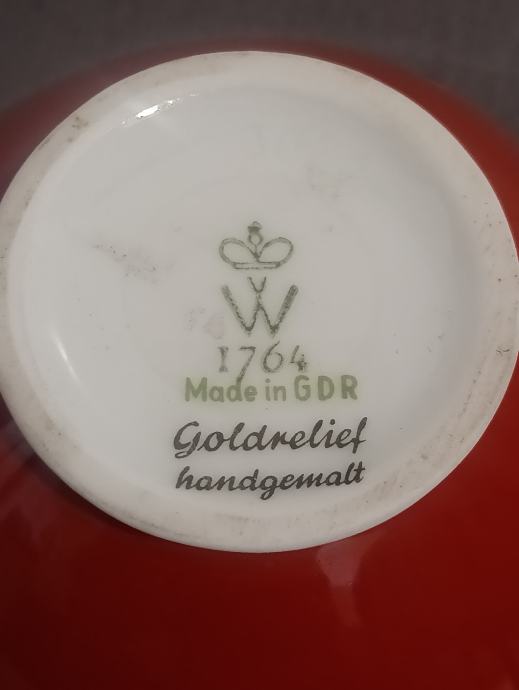 W
1764
Made in GDR
Goldrelief
handgemalt